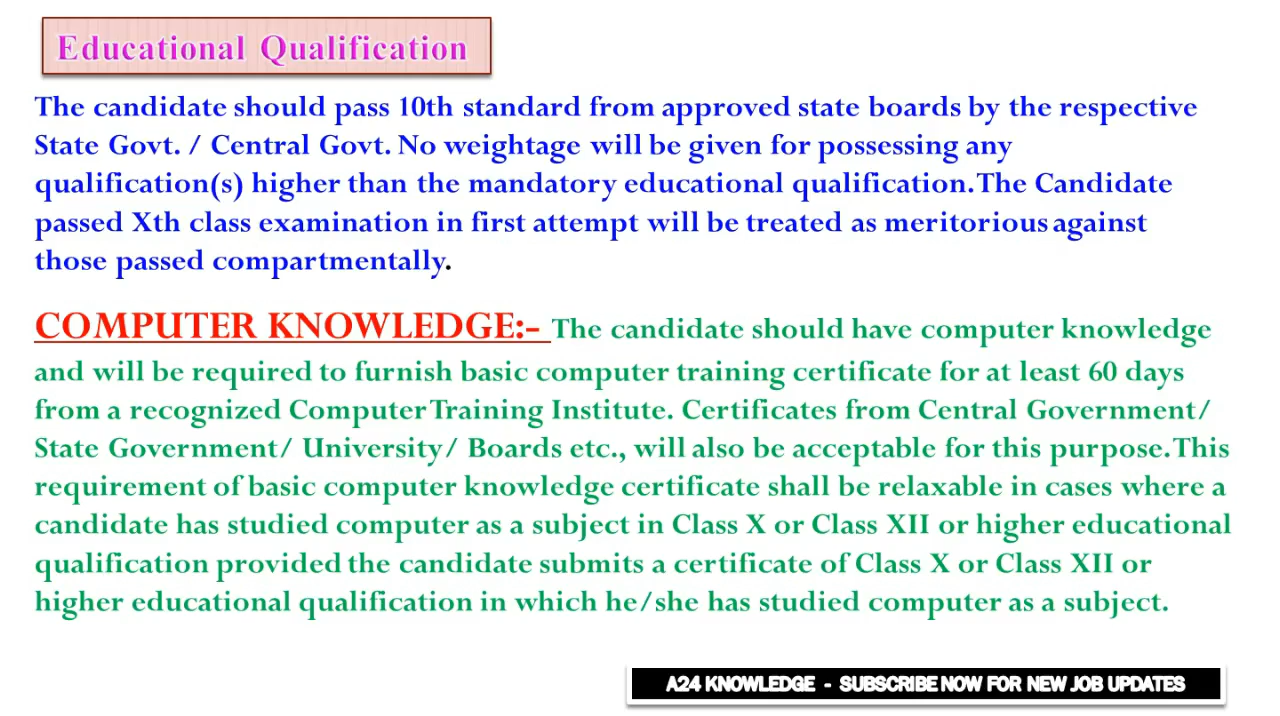 Educational Qualification
The candidate should pass 10th standard from approved state boards by the respective
State Govt. / Central Govt. No weightage will be given for possessing any
qualification(s) higher than the mandatory educational qualification.The Candidate
passed Xth class examination in first attempt will be treated as meritorious against
those passed compartmentally.
COMPUTER KNOWLEDGE:- The candidate should have computer knowledge
and will be required to furnish basic computer training certificate for at least 60 days
from a recognized Computer Training Institute. Certificates from Central Government/
State Government/ University/ Boards etc., will also be acceptable for this purpose.This
requirement of basic computer knowledge certificate shall be relaxable in cases where a
candidate has studied computer as a subject in Class X or Class XII or higher educational
qualification provided the candidate submits a certificate of Class X or Class XII or
higher educational qualification in which he/she has studied computer as a subject.
A24 KNOWLEDGE - SUBSCRIBE NOW FOR NEW JOB UPDATES